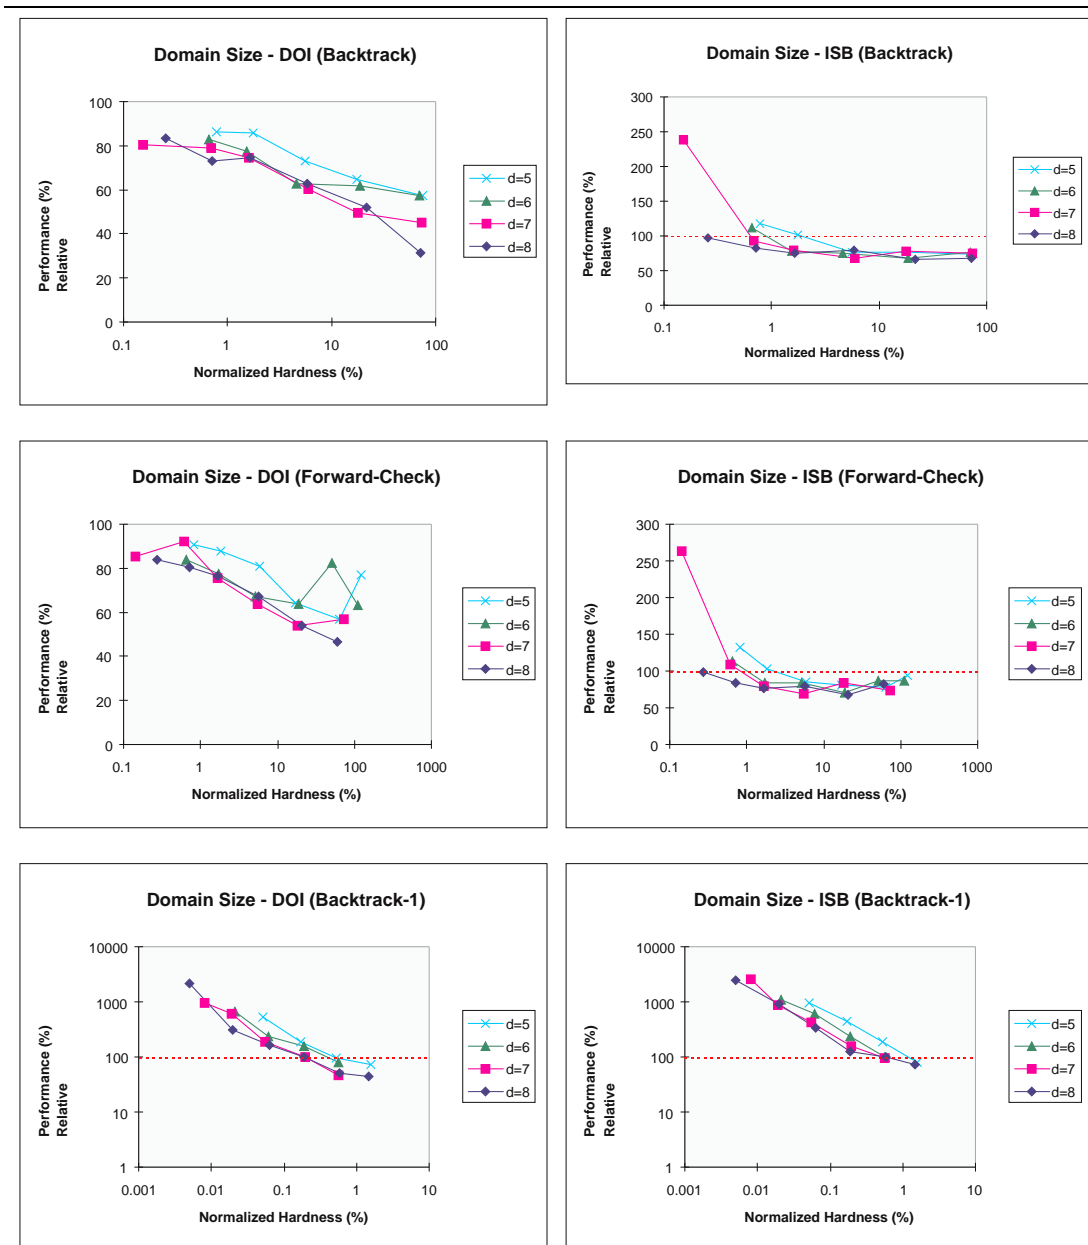 Domain Size - DOI (Backtrack)
100
80
60
40
20
0
0.1 1 10 100
Performance (%)
Relative
Normalized Hardness (%)
d=5
d=6
d=7
d=8
Domain Size - ISB (Backtrack)
300
250
200
150
100
50
0
0.1 1 10 100
Performance (%)
Relative
Normalized Hardness (%)
d=5
d=6
d=7
d=8
Domain Size - DOI (Forward-Check)
100
80
60
40
20
0
0.1 1 10 100 1000
Performance (%)
Relative
Normalized Hardness (%)
d=5
d=6
d=7
d=8
Domain Size - ISB (Forward-Check)
300
250
200
150
100
50
0
0.1 1 10 100 1000
Performance (%)
Relative
Normalized Hardness (%)
d=5
d=6
d=7
d=8
Domain Size - DOI (Backtrack-1)
10000
1000
100
10
1
0.001 0.01 0.1 1 10
Performance (%)
Relative
Normalized Hardness (%)
d=5
d=6
d=7
d=8
Domain Size - ISB (Backtrack-1)
10000
1000
100
10
1
0.001 0.01 0.1 1 10
Performance (%)
Relative
Normalized Hardness (%)
d=5
d=6
d=7
d=8